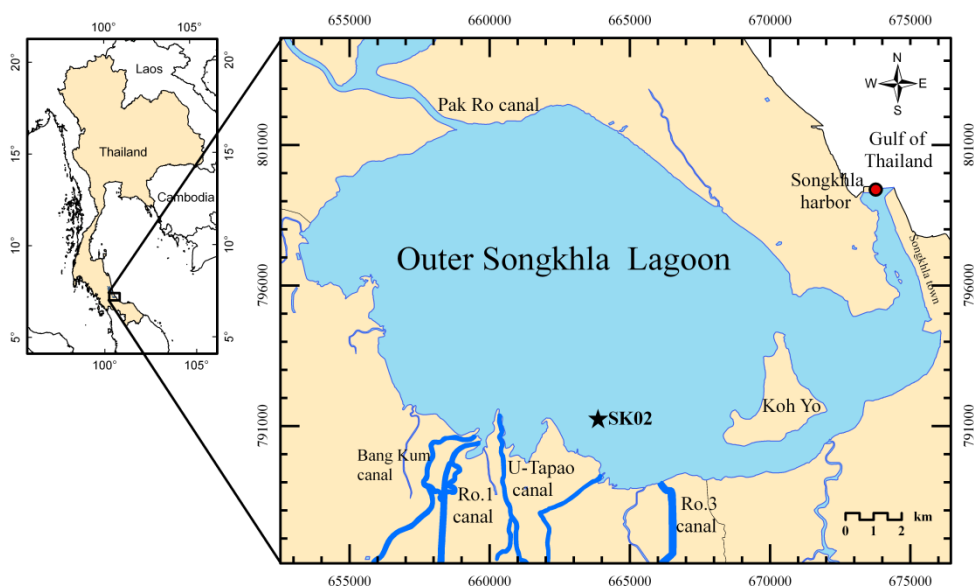 100° 105°
20°
15°
10°
5°
Laos
Thailand
Cambodia
20°
15°
10°
5°
100° 105°
655000 660000 665000 670000 675000
801000
796000
791000
N
W E
S
Pak Ro canal
Gulf of
Thailand
Songkhla
harbor
Songkhla town
Outer Songkhla Lagoon
Koh Yo
SK02
Bang Kum
canal
U-Tapao
canal
Ro.1
canal
Ro.3
canal
0 1 2 km
801000
796000
791000
655000 660000 665000 670000 675000